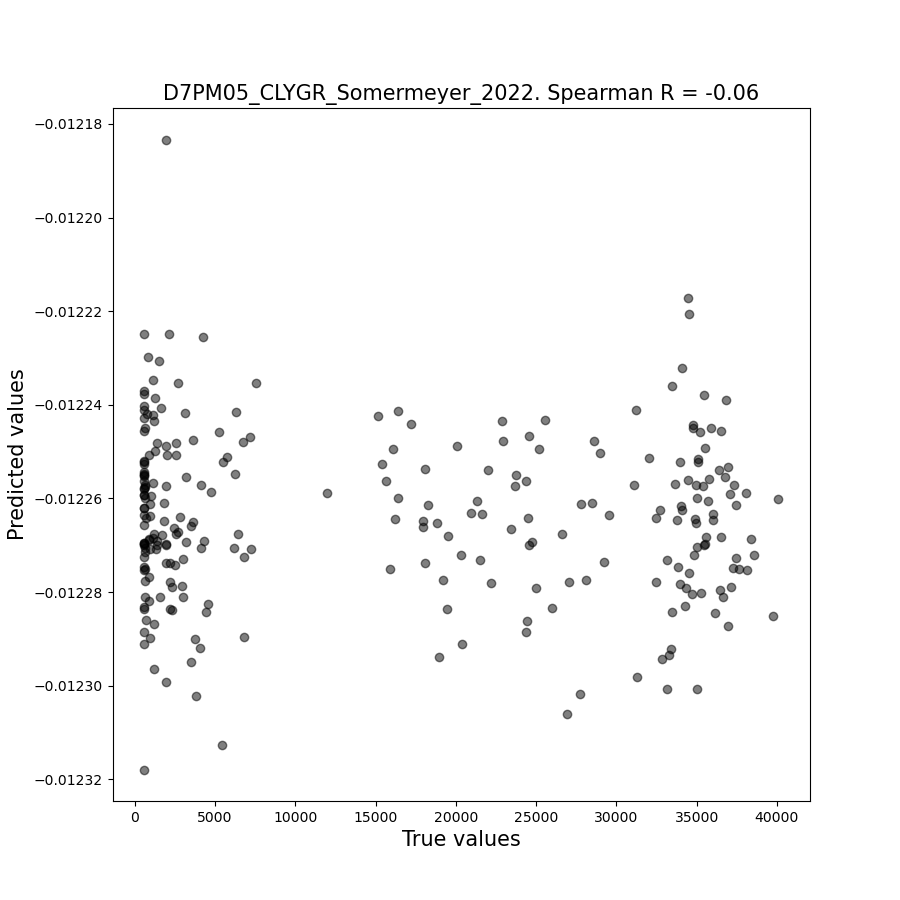 D7PM05_CLYGR_Somermeyer_2022. Spearman R = -0.06
Predicted values
−0.01218
−0.01220
−0.01222
−0.01224
−0.01226
−0.01228
−0.01230
−0.01232
0 5000 10000 15000 20000 25000 30000 35000 40000
True values